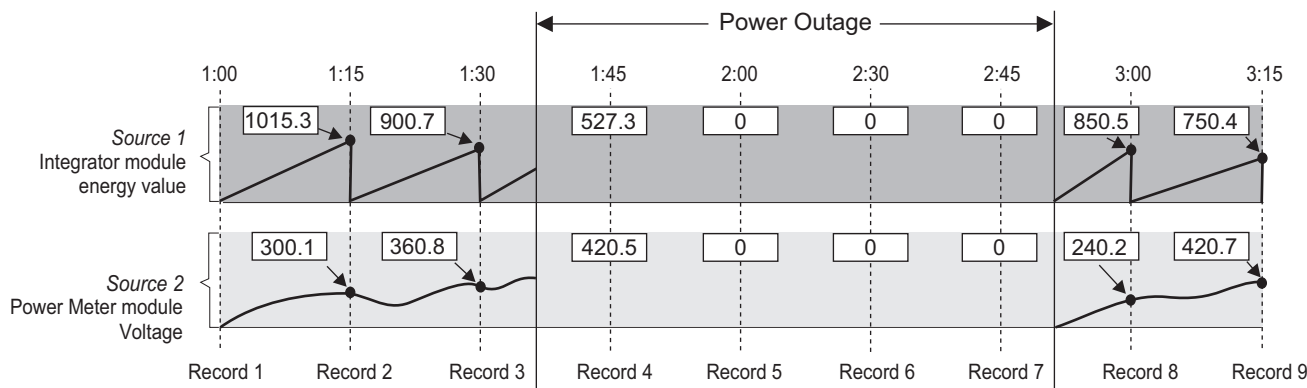 Power Outage
1:00 1:15 1:30 1:45 2:00 2:30 2:45 3:00 3:15
1015.3 900.7 527.3 0 0 0 850.5 750.4
Source 1
Integrator module
energy value
300.1 360.8 420.5 0 0 0 240.2 420.7
Source 2
Power Meter module
Voltage
Record 1 Record 2 Record 3 Record 4 Record 5 Record 6 Record 7 Record 8 Record 9